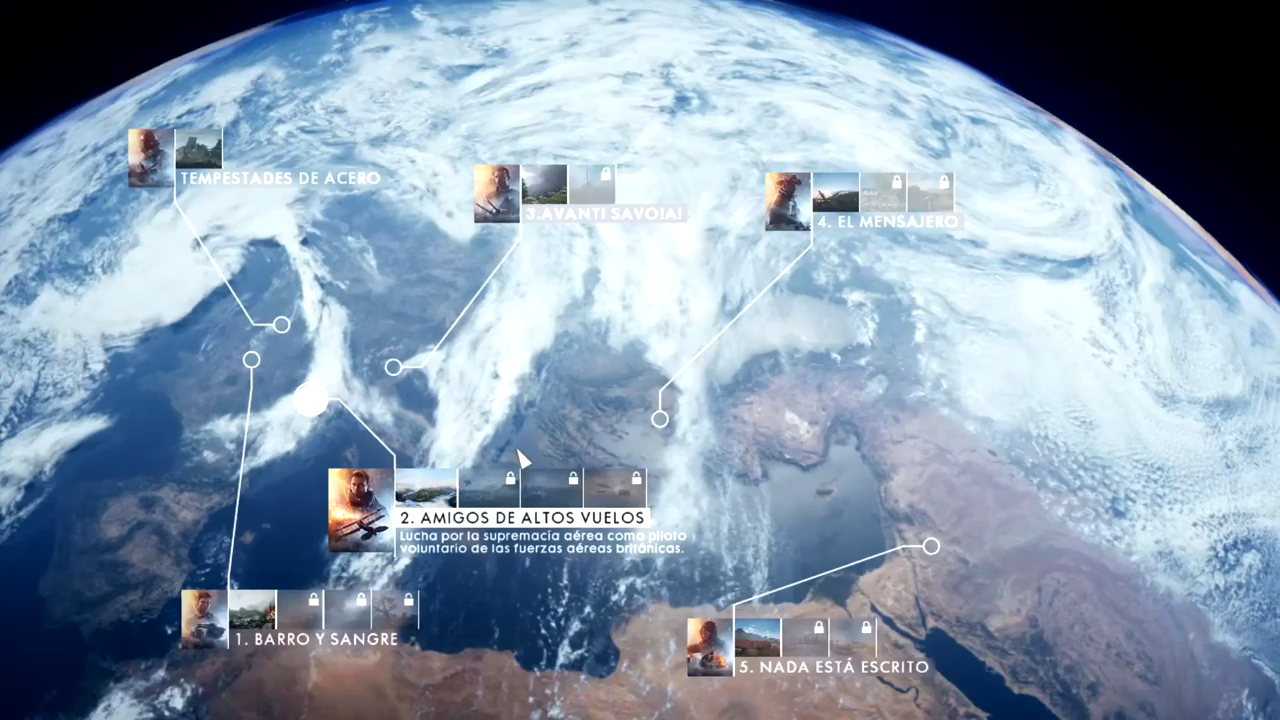 TEMPESTADES DE ACERO
3.AVANTI SAVOIA!
4. EL MENSAJERO
2. AMIGOS DE ALTOS VUELOS
Lucha por la supremacía aérea como piloto
voluntario de las fuerzas aéreas británicas.
1. BARRO Y SANGRE
5. NADA ESTÁ ESCRITO